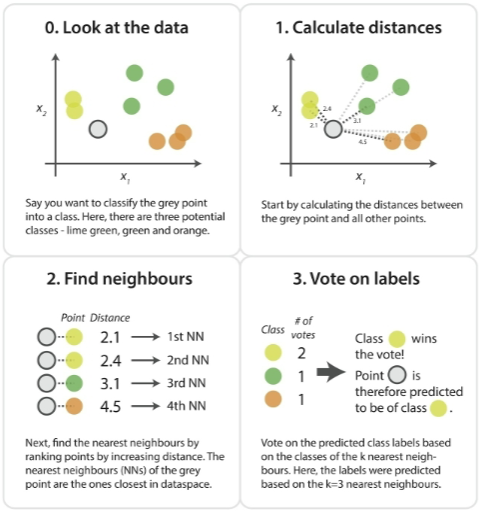 0. Look at the data
X2
X1
Say you want to classify the grey point
into a class. Here, there are three potential
classes - lime green, green and orange.
1. Calculate distances
X2
2.4
2.1
3.1
4.5
X1
Start by calculating the distances between
the grey point and all other points.
2. Find neighbours
Point Distance
2.1 → 1st NN
2.4 → 2nd NN
3.1 → 3rd NN
4.5 → 4th NN
Next, find the nearest neighbours by
ranking points by increasing distance. The
nearest neighbours (NNs) of the grey
point are the ones closest in dataspace.
3. Vote on labels
Class
# of
votes
2
1
1
Class wins
the vote!
Point is
therefore predicted
to be of class .
Vote on the predicted class labels based
on the classes of the k nearest neigh-
bours. Here, the labels were predicted
based on the k=3 nearest neighbours.